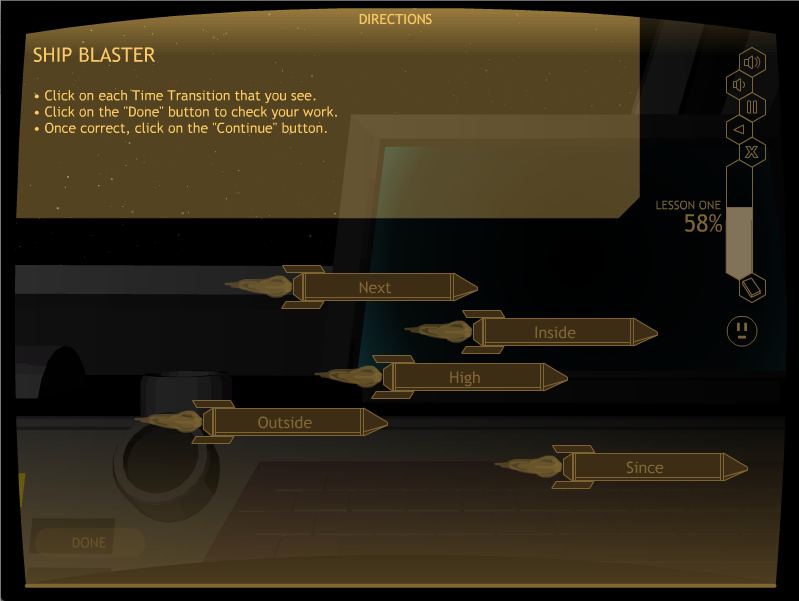 DIRECTIONS
SHIP BLASTER
• Click on each Time Transition that you see.
• Click on the "Done" button to check your work.
• Once correct, click on the "Continue" button.
X
LESSON ONE
58%
Next
Inside
High
Outside
Since
DONE